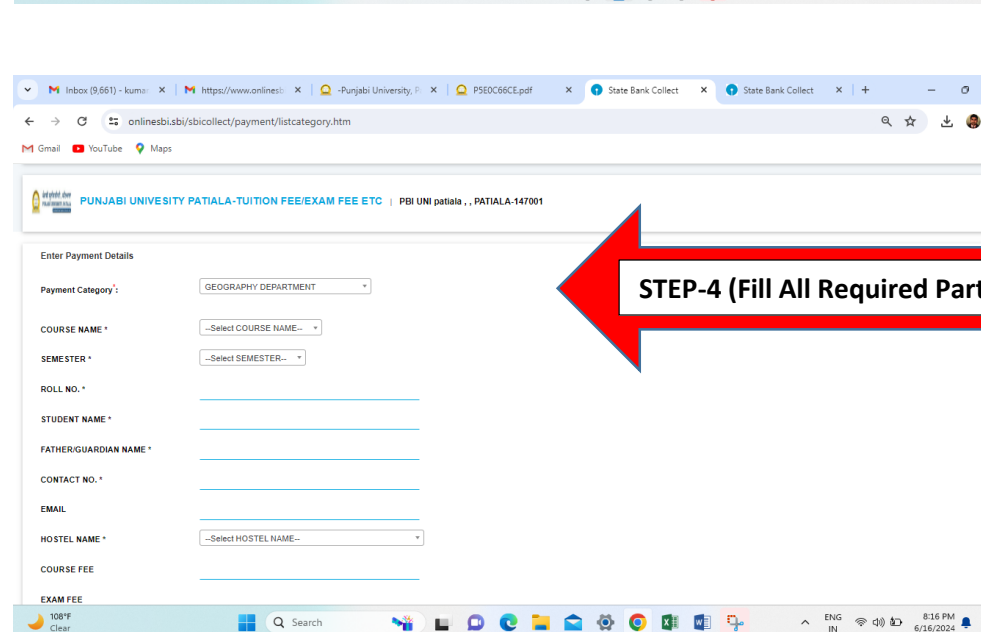 Inbox (9,661) - kuma
https://www.onlinesb
-Punjabi University, P
P5E0C66CE.pdf
State Bank Collect
State Bank Collect
onlinesbi.sbi/sbicollect/payment/listcategory.htm
Gmail YouTube Maps
PUNJABI UNIVESITY PATIALA-TUITION FEE/EXAM FEE ETC | PBI UNI patiala , , PATIALA-147001
Enter Payment Details
Payment Category*: GEOGRAPHY DEPARTMENT
STEP-4 (Fill All Required Part
COURSE NAME * --Select COURSE NAME--
SEMESTER * --Select SEMESTER--
ROLL NO. *
STUDENT NAME *
FATHER/GUARDIAN NAME *
CONTACT NO. *
EMAIL
HOSTEL NAME * --Select HOSTEL NAME--
COURSE FEE
EXAM FEE
108°F
Clear
Search
ENG
IN
8:16 PM
6/16/2024